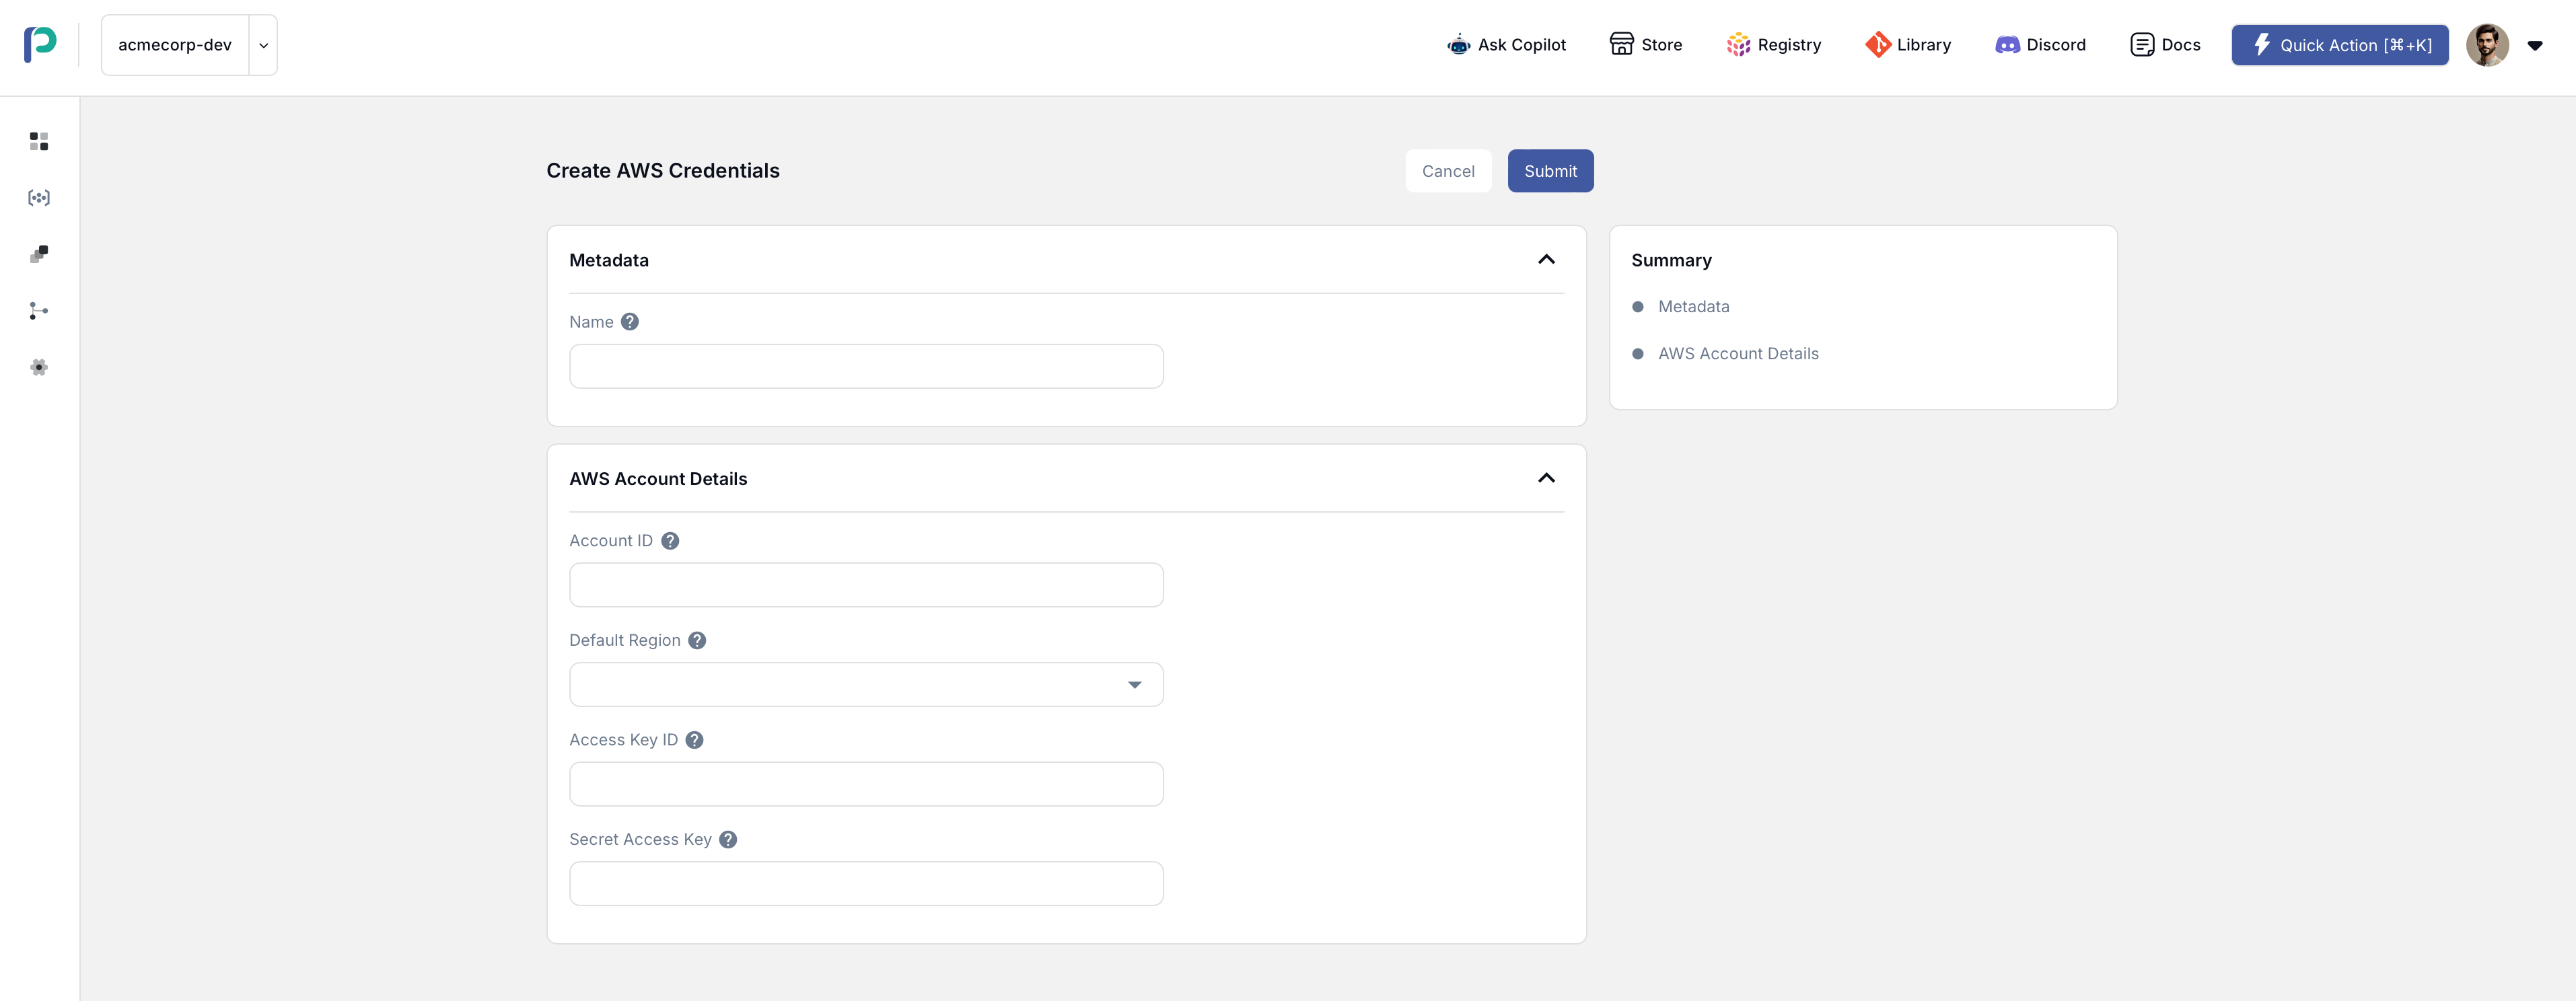 acmecorp-dev
Ask Copilot
Store
Registry
Library
Discord
Docs
Quick Action [⌘+K]
Create AWS Credentials
Cancel
Submit
Metadata
Name
Summary
Metadata
AWS Account Details
AWS Account Details
Account ID
Default Region
Access Key ID
Secret Access Key